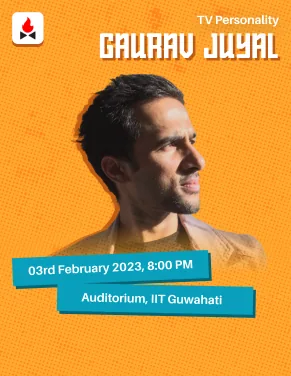 TV Personality
GAURAV JUYAL
03rd February 2023, 8:00 PM
Auditorium, IIT Guwahati